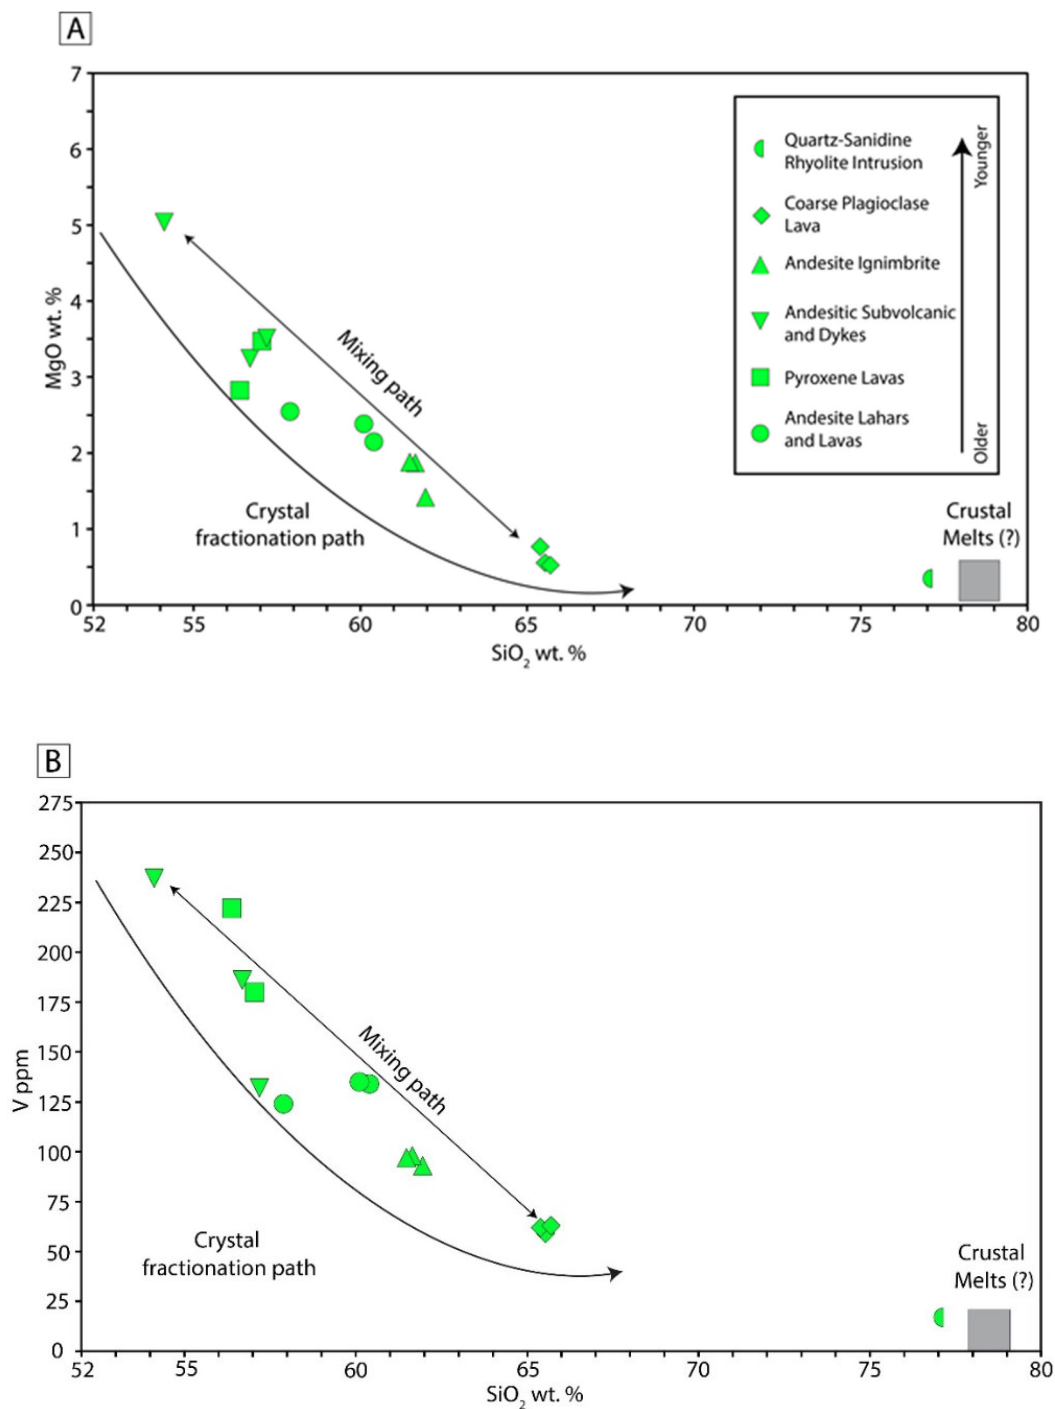 A
7
6
5
4
3
2
1
0
MgO wt. %
52
55
60
65
70
75
80
SiO2 wt. %
Mixing path
Crystal
fractionation path
Quartz-Sanidine
Rhyolite Intrusion
Coarse Plagioclase
Lava
Andesite Ignimbrite
Andesitic Subvolcanic
and Dykes
Pyroxene Lavas
Andesite Lahars
and Lavas
Younger
Older
Crustal
Melts (?)
B
275
250
225
200
175
150
125
100
75
50
25
0
V ppm
52
55
60
65
70
75
80
SiO2 wt. %
Mixing path
Crystal
fractionation path
Crustal
Melts (?)